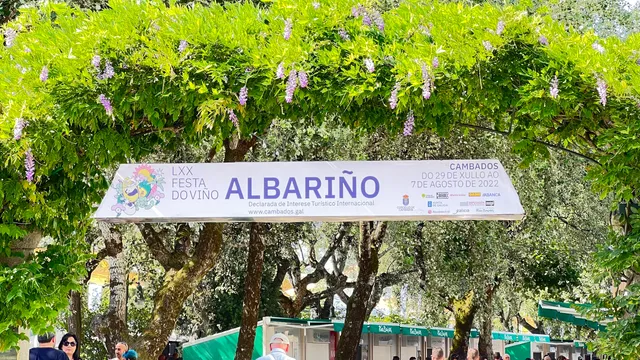 LXX
FESTA
DO VIÑO
ALBARIÑO
Declarada de Interese Turístico Internacional
www.cambados.gal
CAMBADOS
DO 29 DE XULLO AO
7 DE AGOSTO DE 2022
ABANCA